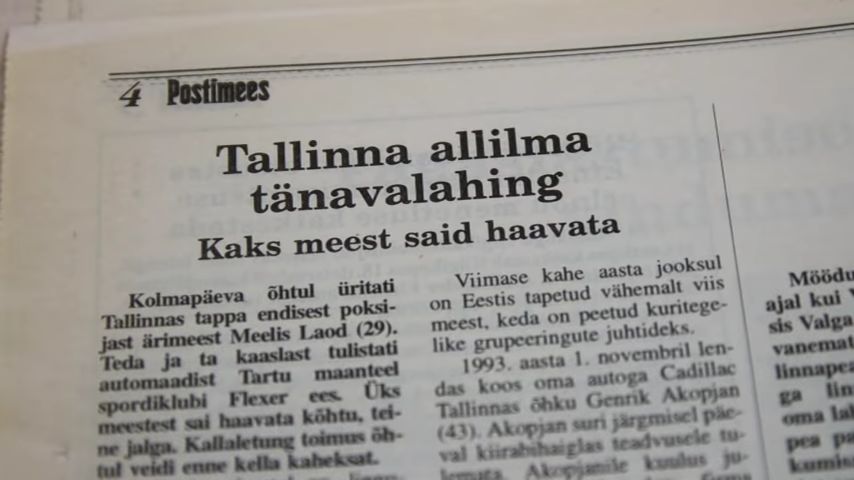 4 Postimees
Tallinna allilma
tänavalahing
Kaks meest said haavata
Kolmapäeva õhtul üritati
Tallinnas tappa endisest poksi-
jast ärimeest Meelis Laod (29).
Teda ja ta kaaslast tulistati
automaadist Tartu maanteel
spordiklubi Flexer ees. Üks
meestest sai haavata kõhtu, tei-
ne jalga. Kallaletung toimus õh-
tul veidi enne kella kaheksat.
Viimase kahe aasta jooksul
on Eestis tapetud vähemalt viis
meest, keda on peetud kuritege-
like grupeeringute juhtideks.
1993. aasta 1. novembril len-
das koos oma autoga Cadillac
Tallinnas õhku Genrik Akopjan
(43). Akopjan suri järgmisel päe-
val kiirabihaiglas teadvusele tu-
lemata. Akopjanile kuulus ju-
Möödu
ajal kui V
sis Valga
vanemat
linnapea
ga lin
oma lal
pea pa
kumis